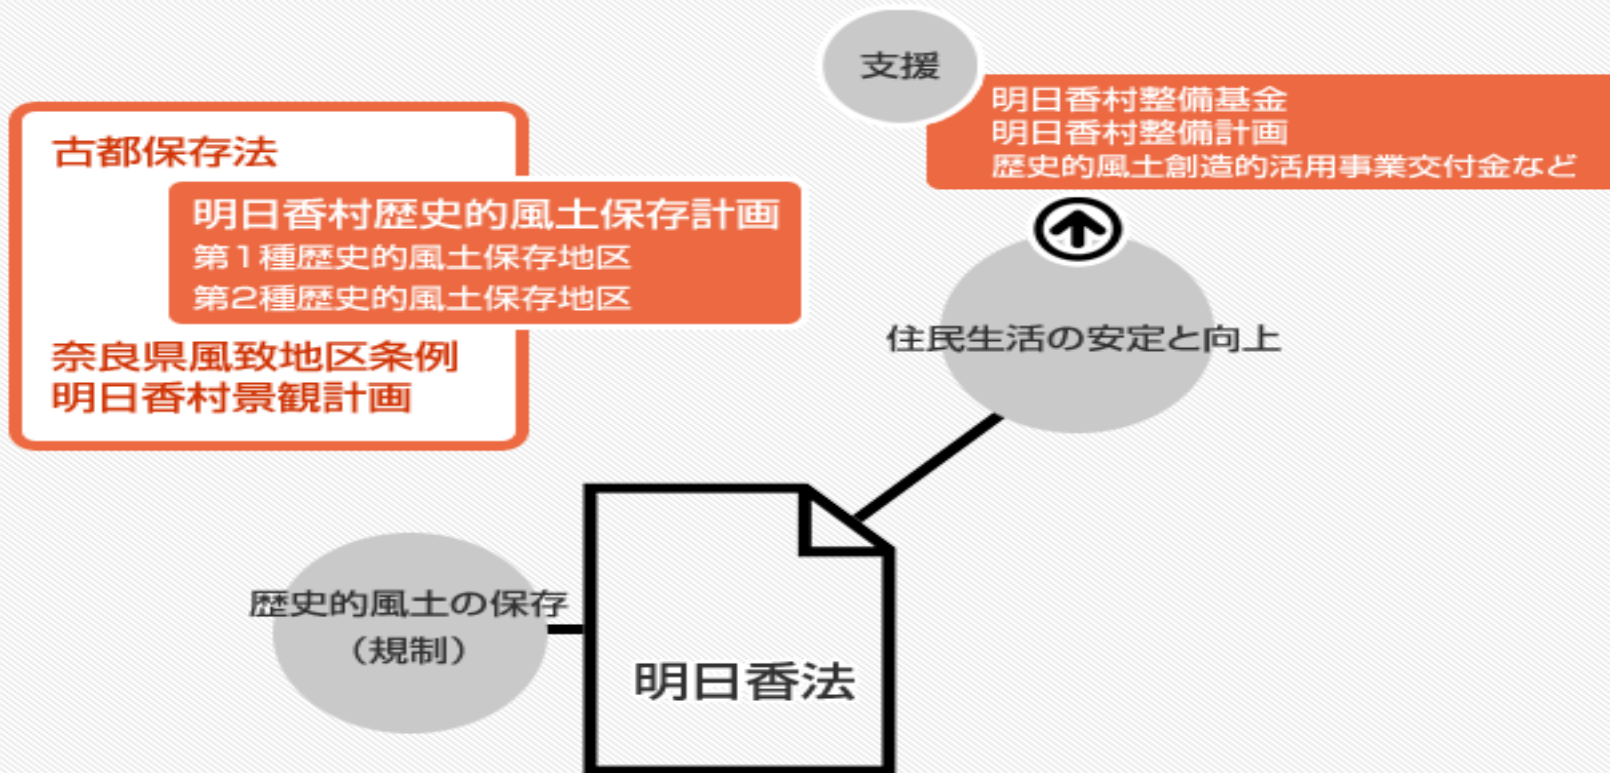 支援
明日香村整備基金
明日香村整備計画
歴史的風土創造的活用事業交付金など
古都保存法
明日香村歴史的風土保存計画
第1種歴史的風土保存地区
第2種歴史的風土保存地区
奈良県風致地区条例
明日香村景観計画
住民生活の安定と向上
歴史的風土の保存
（規制）
明日香法